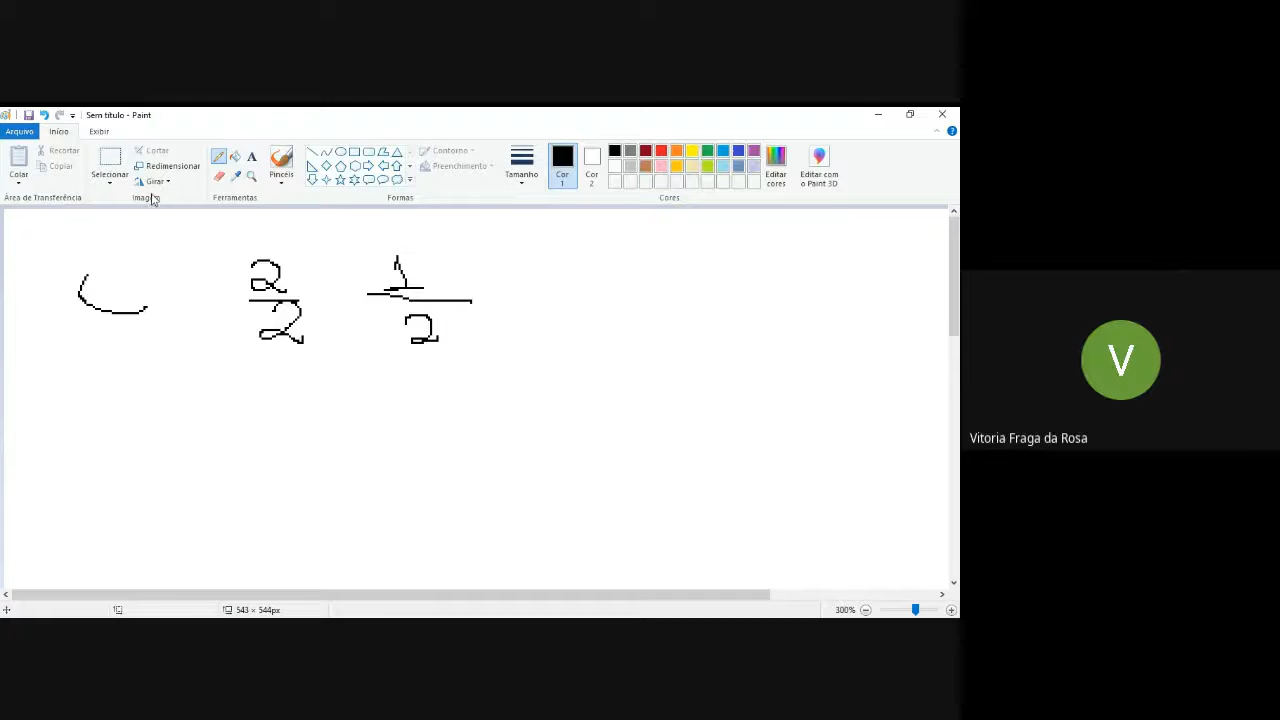 Sem título - Paint
Arquivo Início Exibir
Colar
Recortar
Copiar
Área de Transferência
Selecionar
Cortar
Redimensionar
Girar
Imagem
A
Ferramentas
Pincéis
Contorno
Preenchimento
Formas
Tamanho
Cor 1
Cor 2
Editar cores
Editar com o Paint 3D
Cores
2 1
2 2
V
Vitoria Fraga da Rosa
543 × 544px
300%